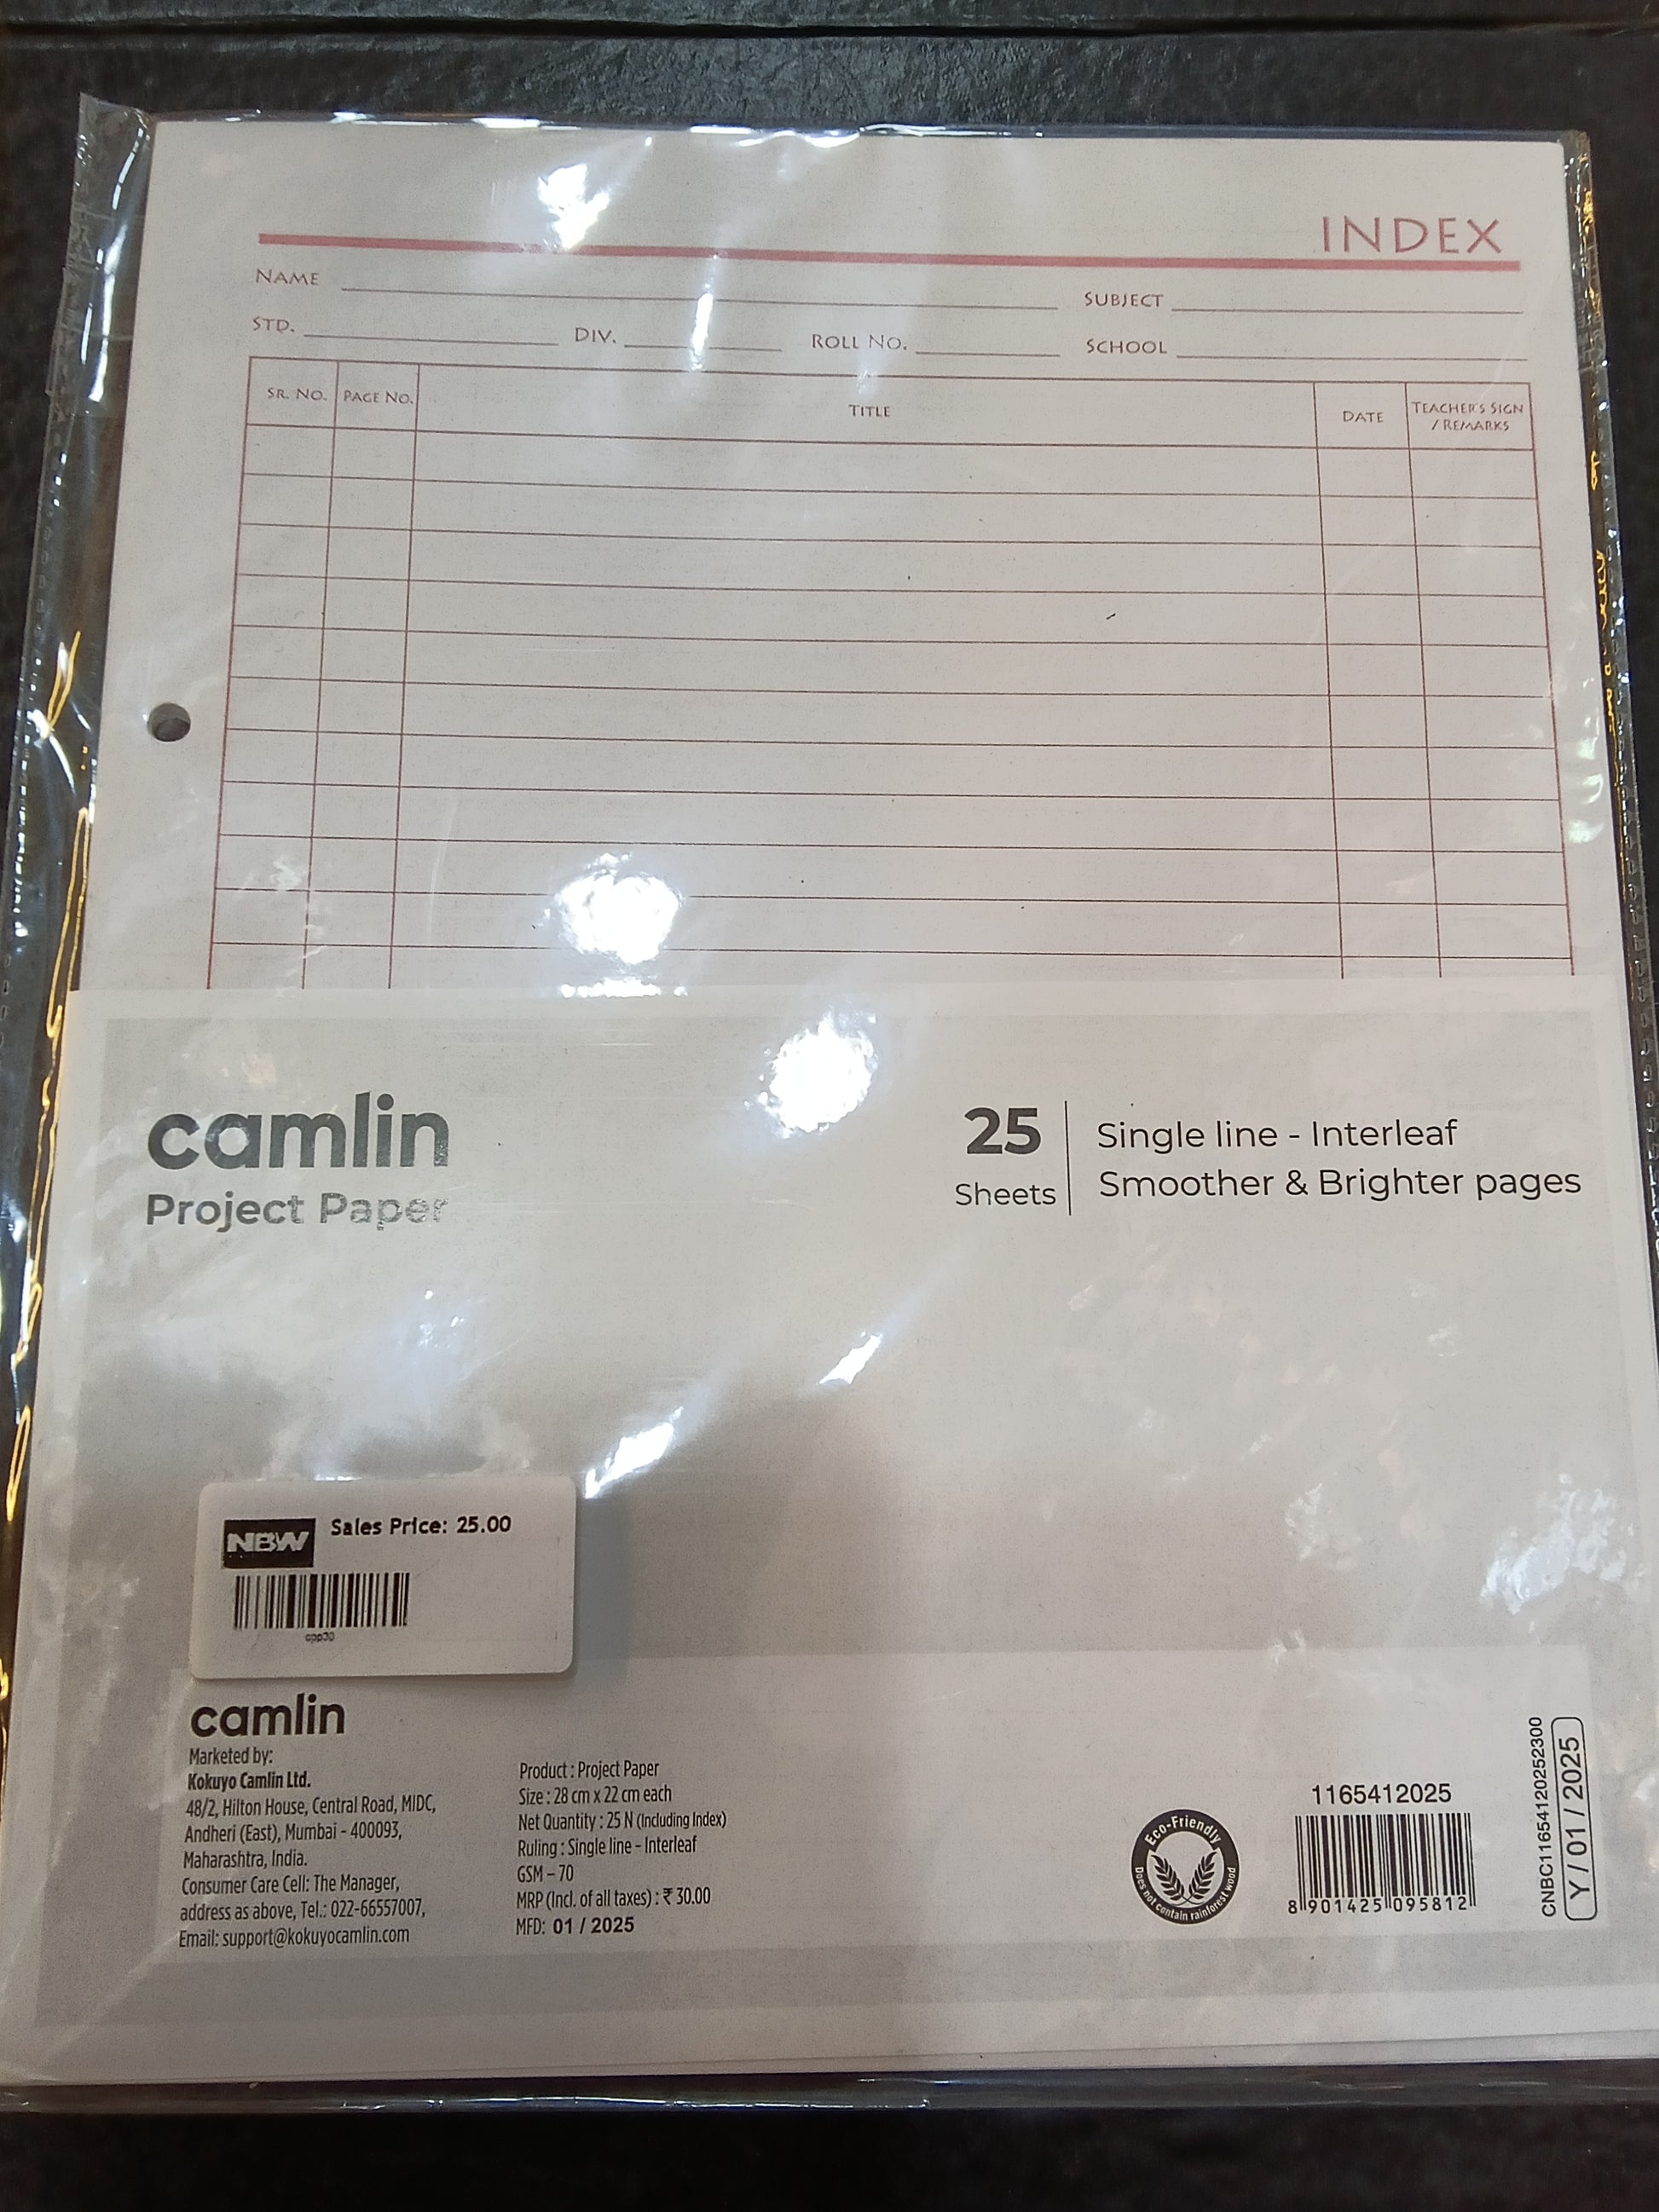 INDEX
NAME SUBJECT
STD. DIV. ROLL NO. SCHOOL
SR. NO. PAGE NO. TITLE DATE TEACHER'S SIGN / REMARKS
camlin
Project Paper
25
Sheets
Single line - Interleaf
Smoother & Brighter pages
NBW
Sales Price: 25.00
cpp30
camlin
Marketed by:
Kokuyo Camlin Ltd.
48/2, Hilton House, Central Road, MIDC,
Andheri (East), Mumbai - 400093,
Maharashtra, India.
Consumer Care Cell: The Manager,
address as above, Tel.: 022-66557007,
Email: support@kokuyocamlin.com
Product : Project Paper
Size : 28 cm x 22 cm each
Net Quantity : 25 N (Including Index)
Ruling : Single line - Interleaf
GSM – 70
MRP (Incl. of all taxes) : ₹ 30.00
MFD: 01 / 2025
Eco-Friendly
Does not contain rainforest wood
1165412025
8 901425 095812
CNBC11654120252300
Y / 01 / 2025